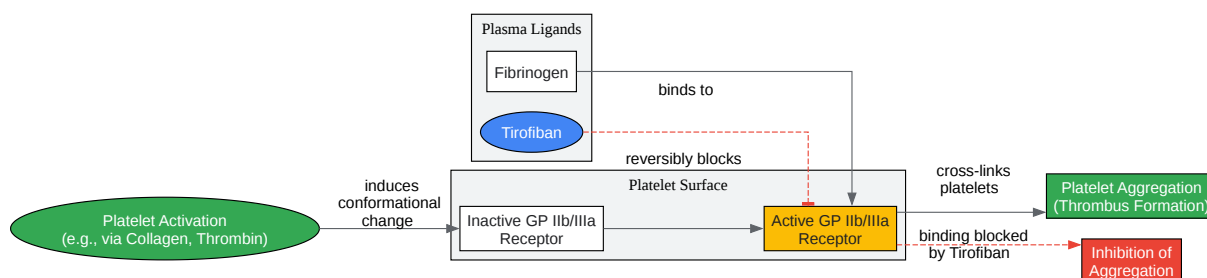 Plasma Ligands
Fibrinogen
binds to
Tirofiban
reversibly blocks
Platelet Surface
induces
conformational
change
Platelet Activation
(e.g., via Collagen, Thrombin)
Inactive GP IIb/IIIa
Receptor
Active GP IIb/IIIa
Receptor
cross-links
platelets
Platelet Aggregation
(Thrombus Formation)
binding blocked
by Tirofiban
Inhibition of
Aggregation